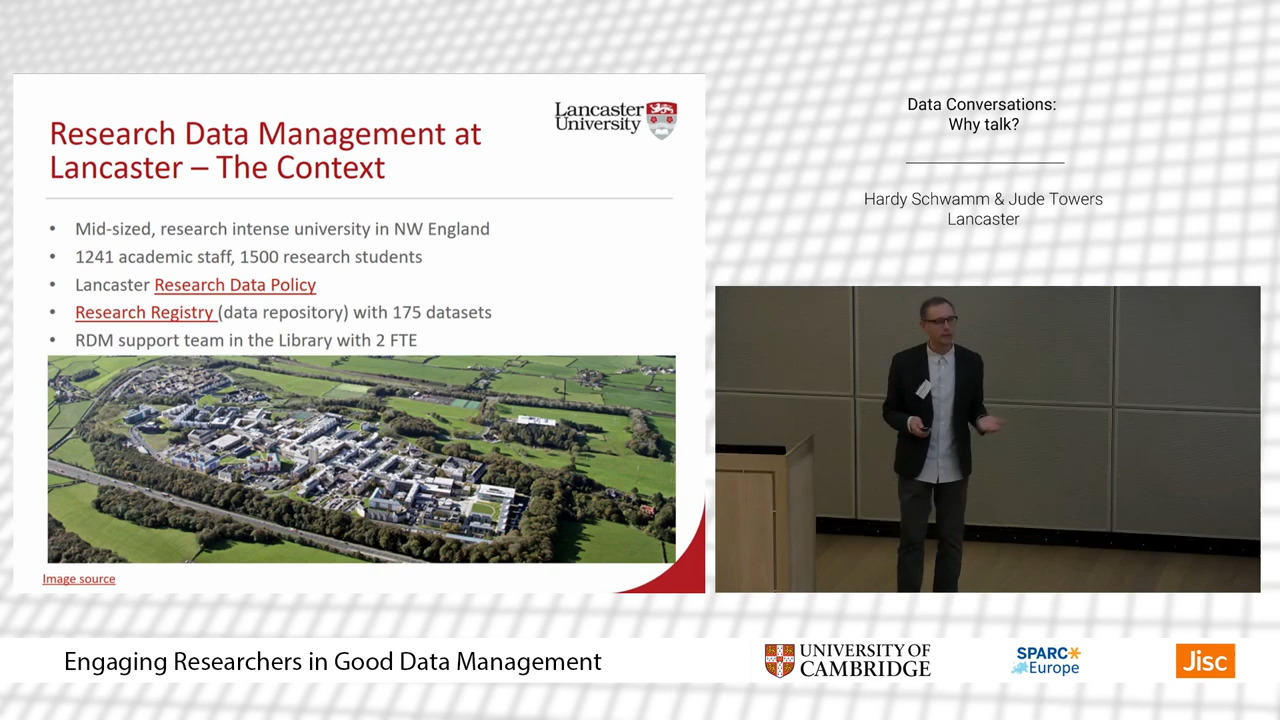 Lancaster
University
Research Data Management at
Lancaster – The Context
• Mid-sized, research intense university in NW England
• 1241 academic staff, 1500 research students
• Lancaster Research Data Policy
• Research Registry (data repository) with 175 datasets
• RDM support team in the Library with 2 FTE
Image source
Data Conversations:
Why talk?
Hardy Schwamm & Jude Towers
Lancaster
Engaging Researchers in Good Data Management
UNIVERSITY OF
CAMBRIDGE
SPARC
Europe
Jisc